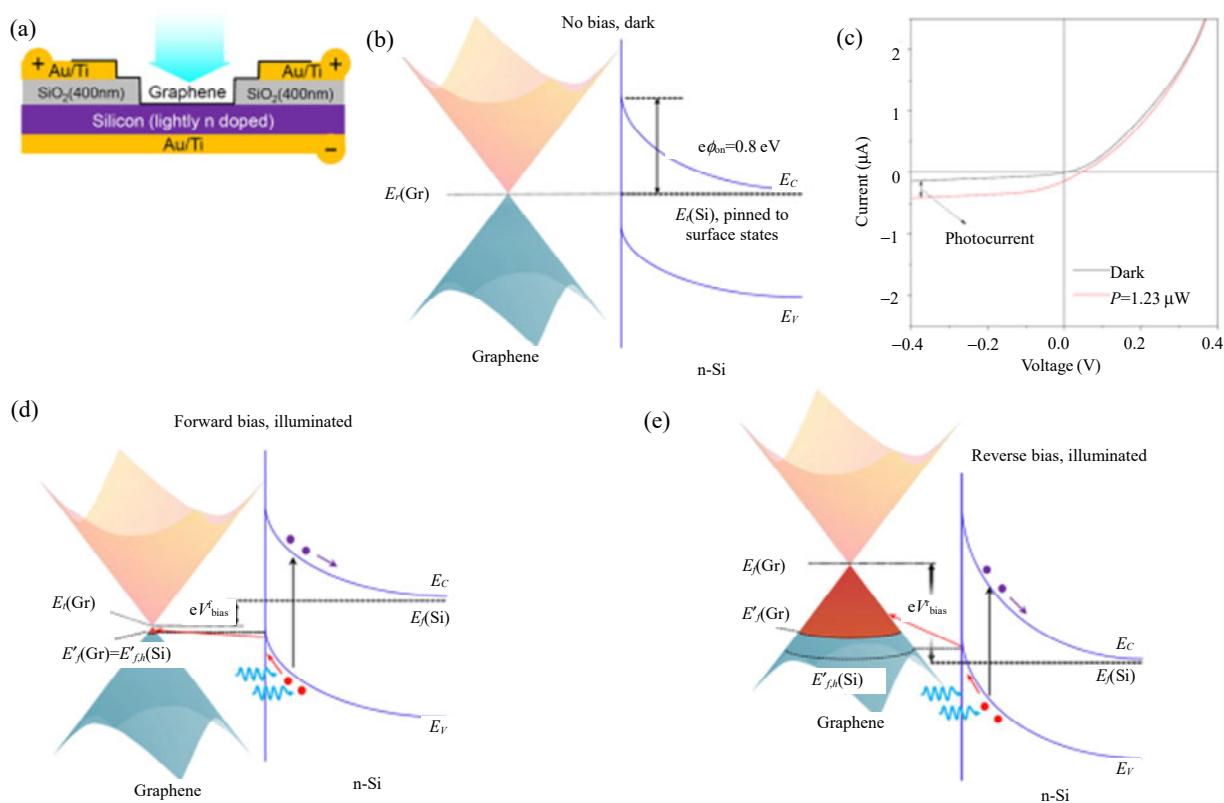 (a)
+
+
Au/Ti
Au/Ti
SiO2(400nm)
Graphene
SiO2(400nm)
Silicon (lightly n doped)
Au/Ti
−
(b)
No bias, dark
eϕon=0.8 eV
EC
Er(Gr)
Et(Si), pinned to
surface states
EV
Graphene
n-Si
(c)
2
1
0
−1
−2
Current (μA)
Photocurrent
Dark
P=1.23 μW
−0.4
−0.2
0.0
0.2
0.4
Voltage (V)
(d)
Forward bias, illuminated
EC
Et(Gr)
eVfbias
Ef(Si)
E′f(Gr)=E′f,h(Si)
EV
Graphene
n-Si
(e)
Reverse bias, illuminated
Ef(Gr)
eVrbias
EC
E′f(Gr)
Ef(Si)
E′f,h(Si)
Graphene
EV
n-Si